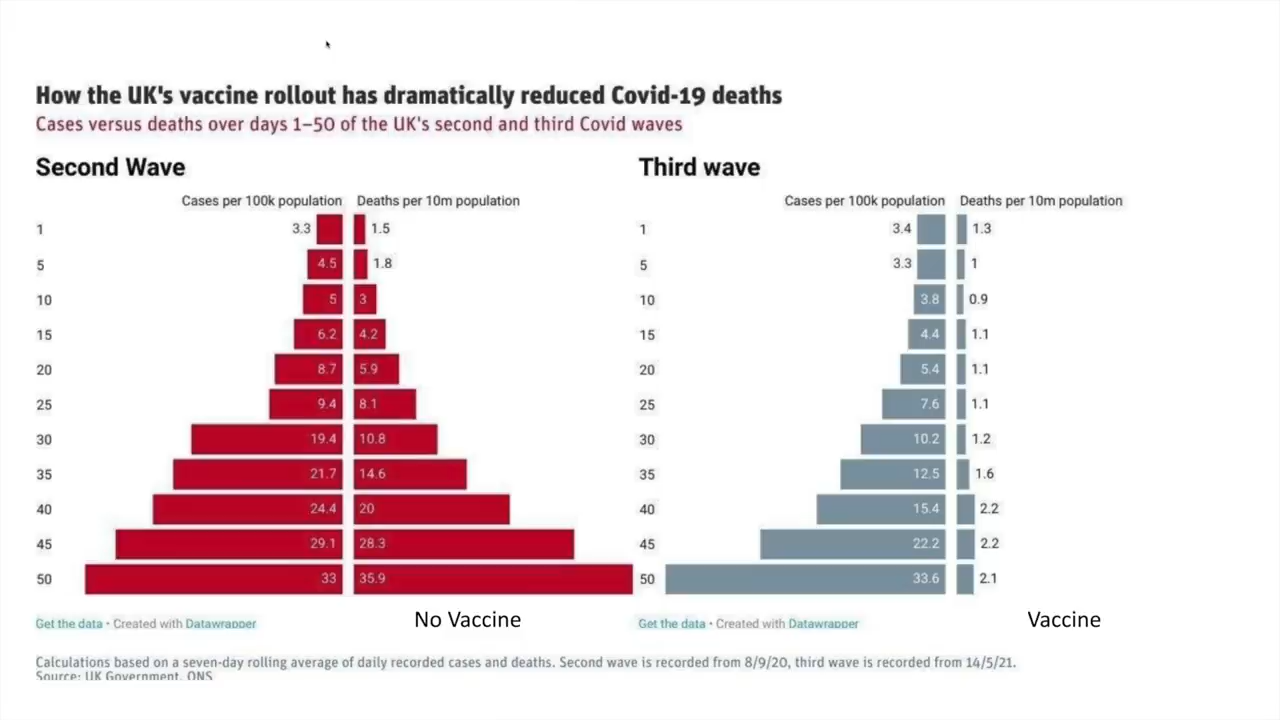 How the UK's vaccine rollout has dramatically reduced Covid-19 deaths
Cases versus deaths over days 1–50 of the UK's second and third Covid waves
Second Wave
Cases per 100k population Deaths per 10m population
1 3.3 1.5
5 4.5 1.8
10 5 3
15 6.2 4.2
20 8.7 5.9
25 9.4 8.1
30 19.4 10.8
35 21.7 14.6
40 24.4 20
45 29.1 28.3
50 33 35.9
Get the data • Created with Datawrapper
No Vaccine
Third wave
Cases per 100k population Deaths per 10m population
1 3.4 1.3
5 3.3 1
10 3.8 0.9
15 4.4 1.1
20 5.4 1.1
25 7.6 1.1
30 10.2 1.2
35 12.5 1.6
40 15.4 2.2
45 22.2 2.2
50 33.6 2.1
Get the data • Created with Datawrapper
Vaccine
Calculations based on a seven-day rolling average of daily recorded cases and deaths. Second wave is recorded from 8/9/20, third wave is recorded from 14/5/21.
Source: UK Government, ONS